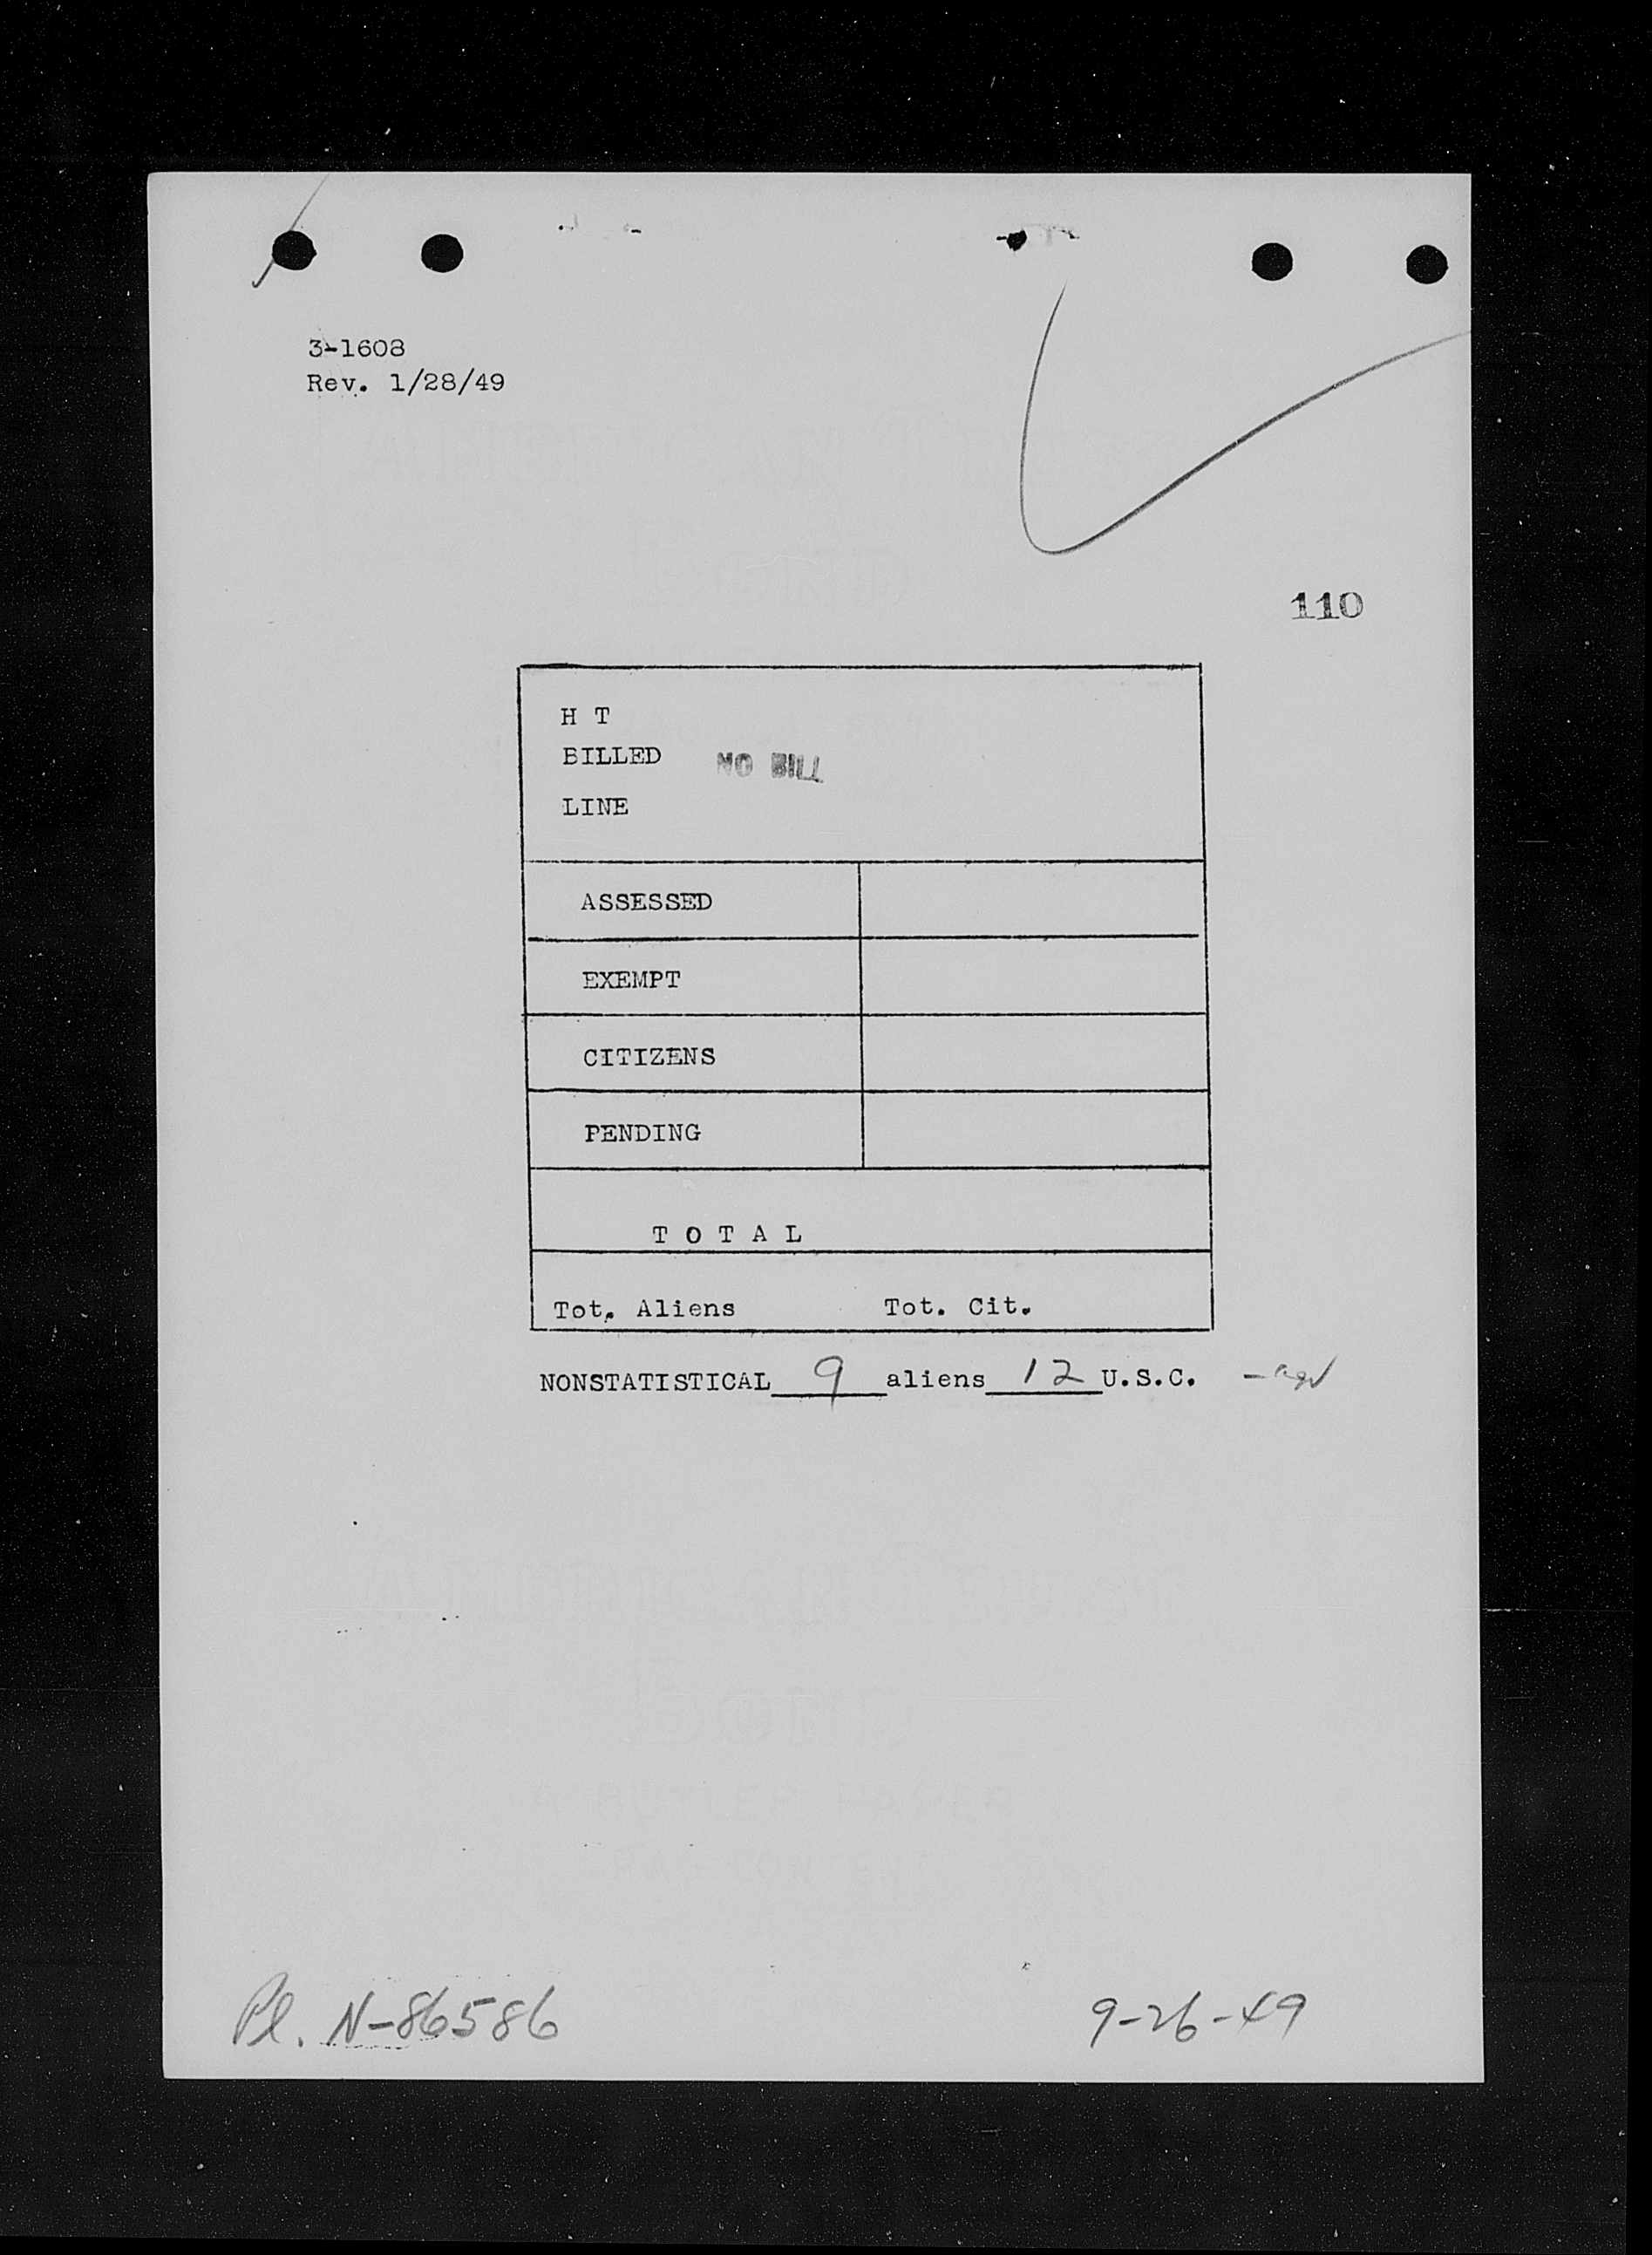 3-1608
Rev. 1/28/49
110
H T
BILLED NO BILL
LINE
ASSESSED
EXEMPT
CITIZENS
PENDING
T O T A L
Tot. Aliens Tot. Cit.
NONSTATISTICAL 9 aliens 12 U.S.C.
Pl. N-86586 9-26-49